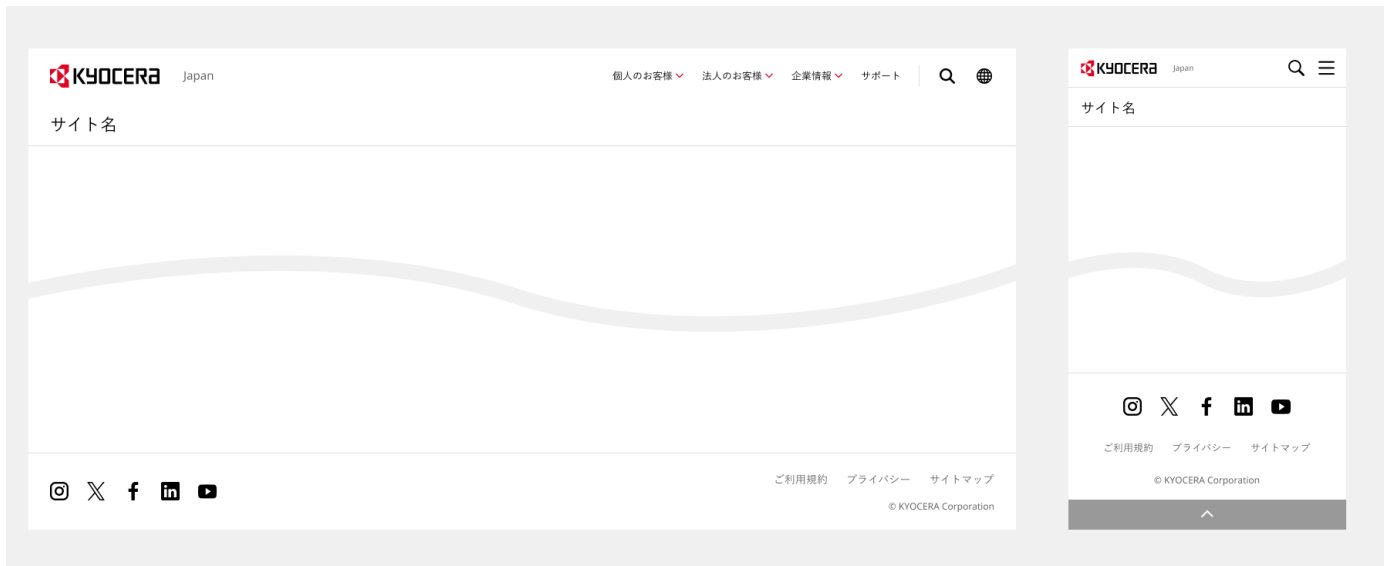 KYOCERA Japan 個人のお客様 法人のお客様 企業情報 サポート
サイト名
ご利用規約 プライバシー サイトマップ
© KYOCERA Corporation
KYOCERA Japan
サイト名
ご利用規約 プライバシー サイトマップ
© KYOCERA Corporation